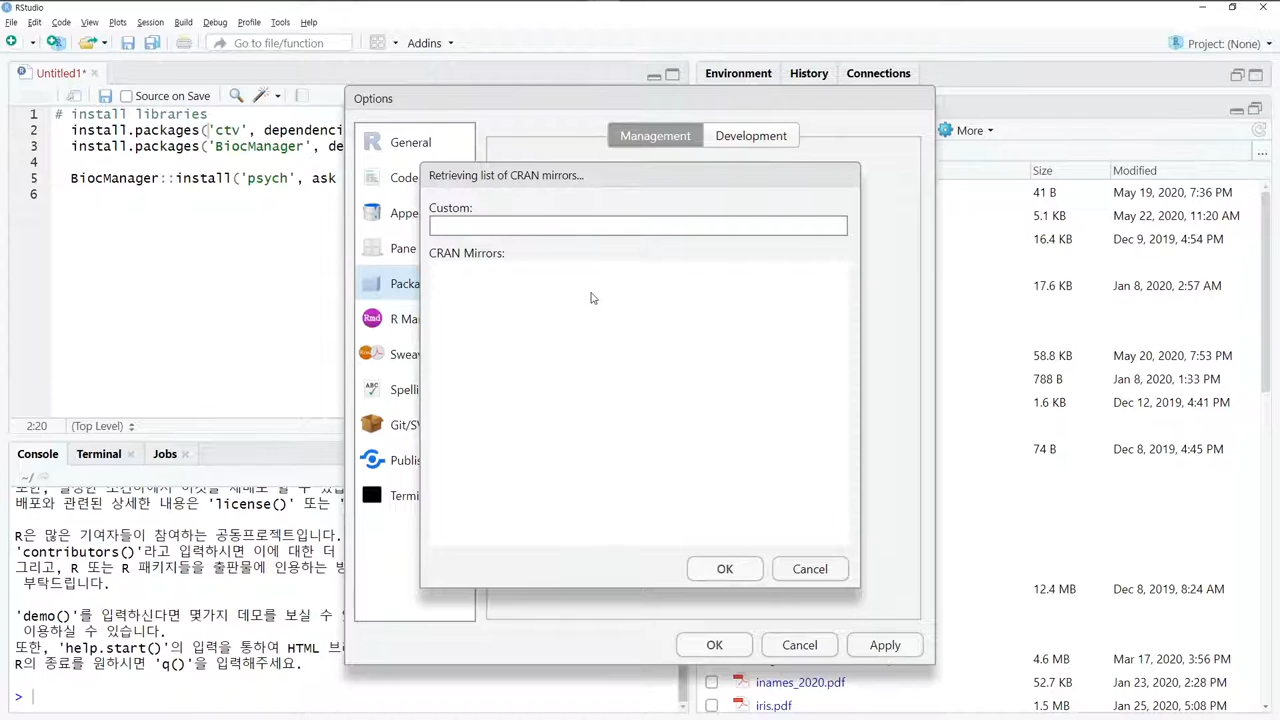 RStudio
File Edit Code View Plots Session Build Debug Profile Tools Help
Go to file/function
Addins
Project: (None)
Untitled1*
Source on Save
1 # install libraries
2 install.packages('ctv', dependenci
3 install.packages('BiocManager', de
4
5 BiocManager::install('psych', ask
6
2:20 (Top Level)
Console Terminal Jobs
~/
배포와 관련된 상세한 내용은 'license()' 또는 '
R은 많은 기여자들이 참여하는 공동프로젝트입니다.
'contributors()'라고 입력하시면 이에 대한 더
그리고, R 또는 R 패키지들을 출판물에 인용하는 방
부탁드립니다.
'demo()'를 입력하신다면 몇가지 데모를 보실 수 있
이용하실 수 있습니다.
또한, 'help.start()'의 입력을 통하여 HTML 브
R의 종료를 원하시면 'q()'을 입력해주세요.
>
Options
General
Code
Appe
Pane
Packa
R Ma
Rmd
Sweav
Spelli
ABC
Git/SV
Publis
Termi
Management Development
Retrieving list of CRAN mirrors...
Custom:
CRAN Mirrors:
OK Cancel
OK Cancel Apply
Environment History Connections
More
Size Modified
41 B May 19, 2020, 7:36 PM
5.1 KB May 22, 2020, 11:20 AM
16.4 KB Dec 9, 2019, 4:54 PM
17.6 KB Jan 8, 2020, 2:57 AM
58.8 KB May 20, 2020, 7:53 PM
788 B Jan 8, 2020, 1:33 PM
1.6 KB Dec 12, 2019, 4:41 PM
74 B Dec 8, 2019, 4:45 PM
12.4 MB Dec 8, 2019, 8:24 AM
4.6 MB Mar 17, 2020, 3:56 PM
inames_2020.pdf 52.7 KB Jan 23, 2020, 2:28 PM
iris.pdf 1.5 MB Jan 25, 2020, 5:08 PM